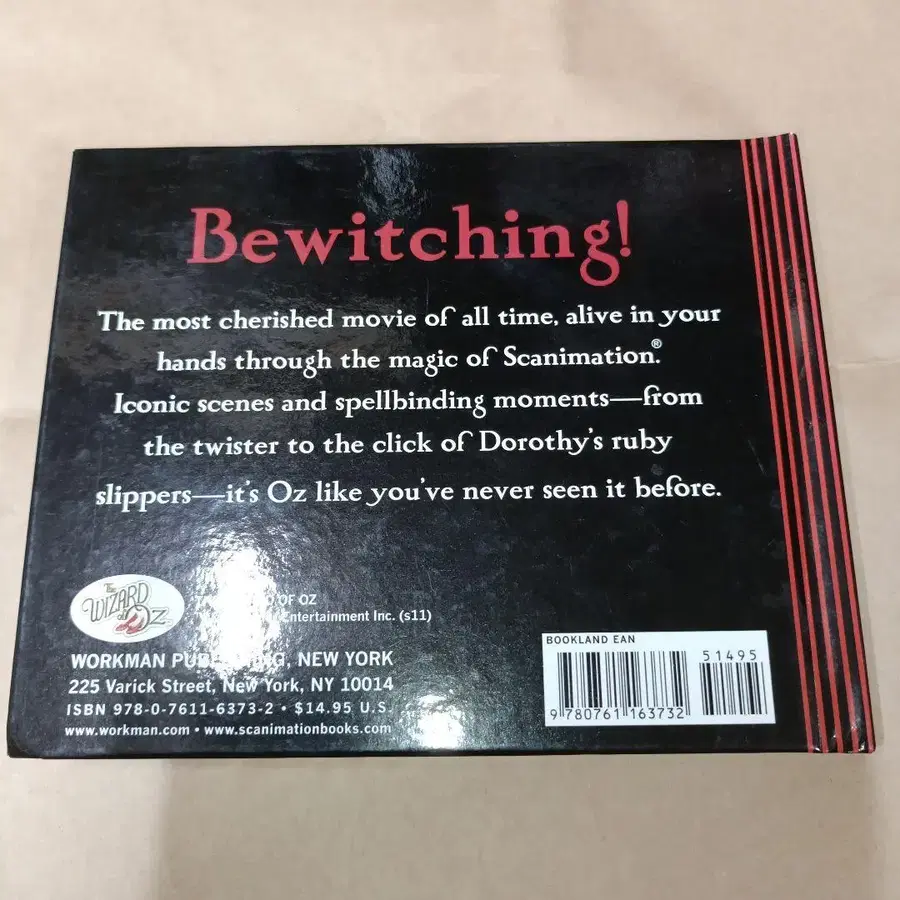 Bewitching!
The most cherished movie of all time, alive in your
hands through the magic of Scanimation.®
Iconic scenes and spellbinding moments—from
the twister to the click of Dorothy's ruby
slippers—it's Oz like you've never seen it before.
The
WIZARD
of
OZ
OF OZ
Entertainment Inc. (s11)
WORKMAN PUBLISHING, NEW YORK
225 Varick Street, New York, NY 10014
ISBN 978-0-7611-6373-2 • $14.95 U.S.
www.workman.com • www.scanimationbooks.com
BOOKLAND EAN
51495
9 780761 163732